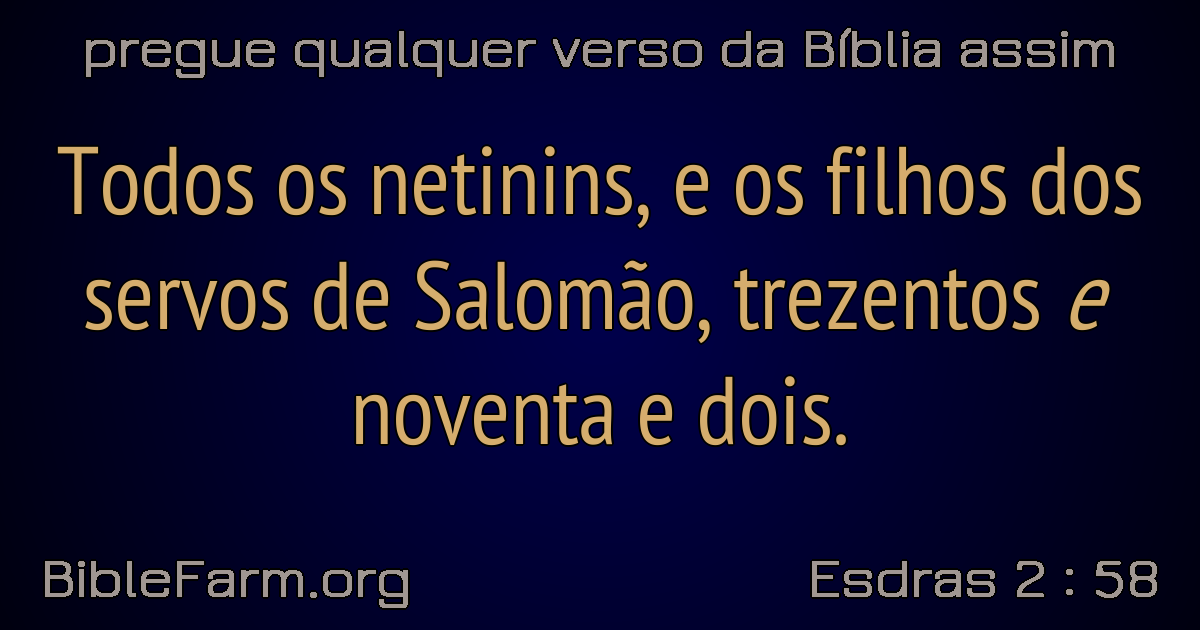 pregue qualquer verso da Bíblia assim
Todos os netinins, e os filhos dos
servos de Salomão, trezentos e
noventa e dois.
BibleFarm.org
Esdras 2 : 58